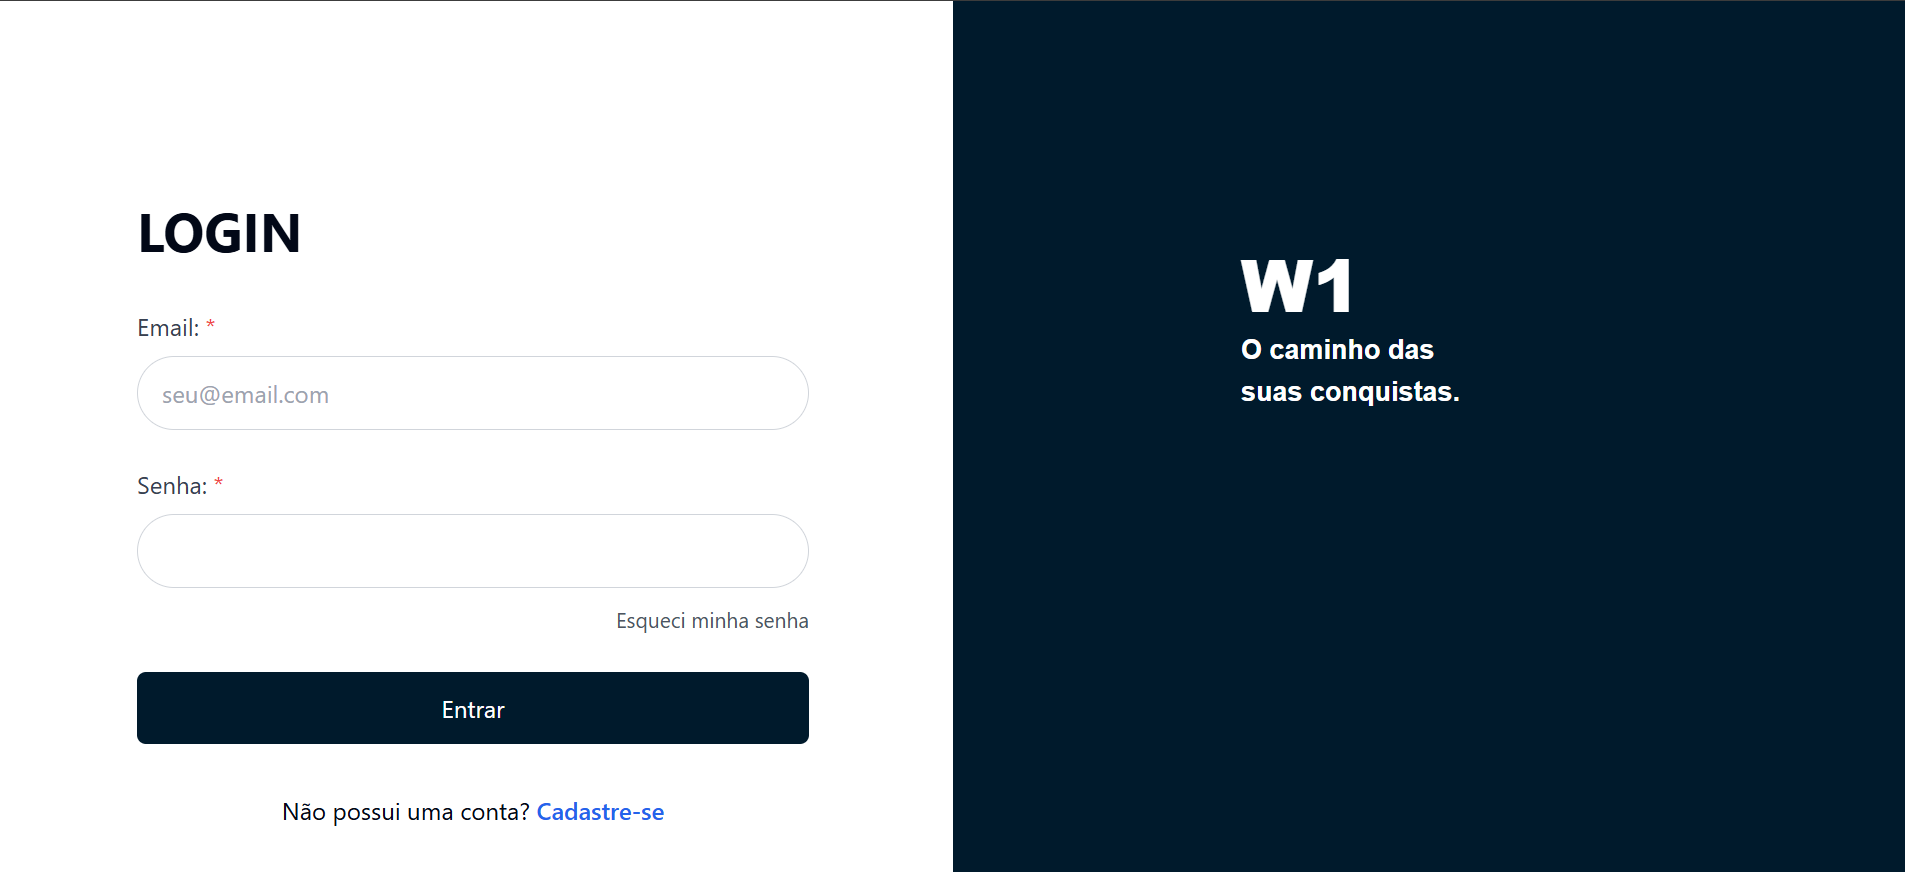 LOGIN
Email: *
seu@email.com
Senha: *
Esqueci minha senha
Entrar
Não possui uma conta? Cadastre-se
W1
O caminho das
suas conquistas.